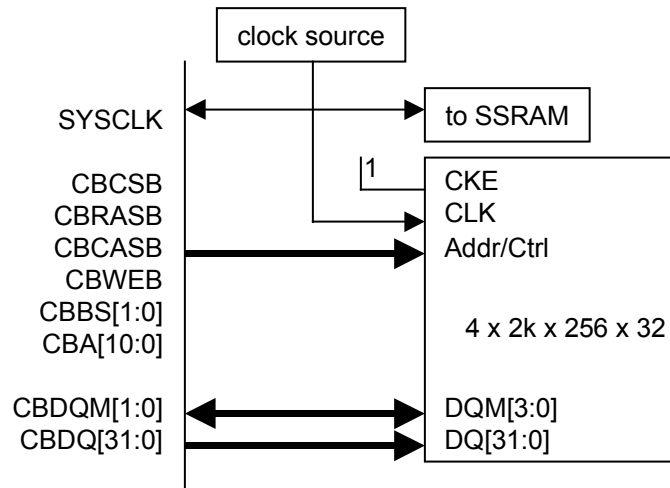 clock source
SYSCLK
to SSRAM
1
CBCSB
CKE
CBRASB
CLK
CBCASB
Addr/Ctrl
CBWEB
CBBS[1:0]
4 x 2k x 256 x 32
CBA[10:0]
CBDQM[1:0]
DQM[3:0]
CBDQ[31:0]
DQ[31:0]